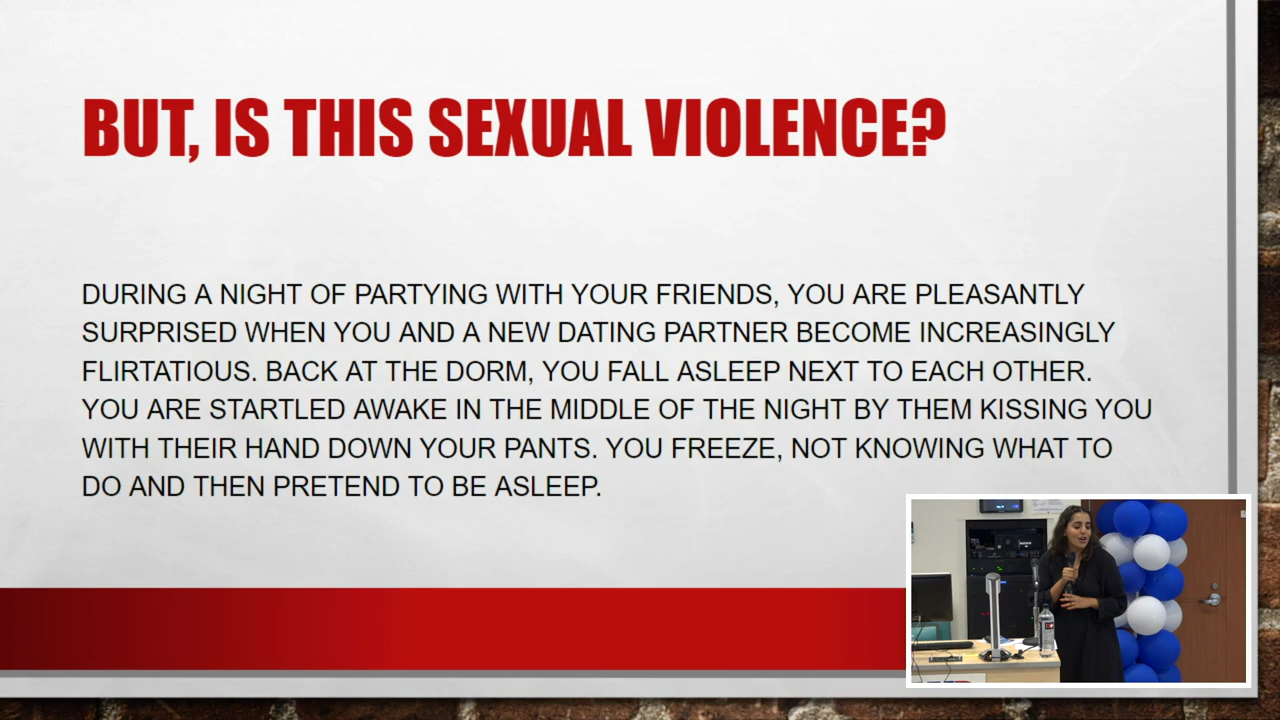 BUT, IS THIS SEXUAL VIOLENCE?
DURING A NIGHT OF PARTYING WITH YOUR FRIENDS, YOU ARE PLEASANTLY
SURPRISED WHEN YOU AND A NEW DATING PARTNER BECOME INCREASINGLY
FLIRTATIOUS. BACK AT THE DORM, YOU FALL ASLEEP NEXT TO EACH OTHER.
YOU ARE STARTLED AWAKE IN THE MIDDLE OF THE NIGHT BY THEM KISSING YOU
WITH THEIR HAND DOWN YOUR PANTS. YOU FREEZE, NOT KNOWING WHAT TO
DO AND THEN PRETEND TO BE ASLEEP.